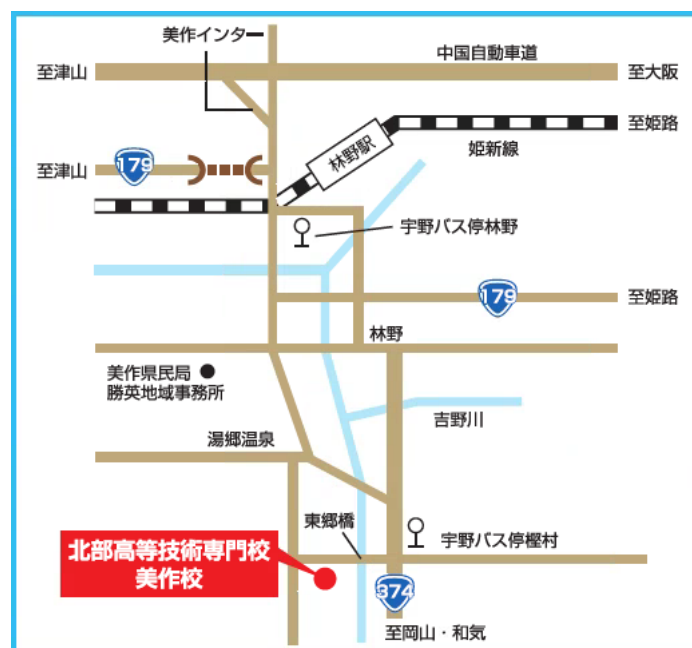 美作インター
中国自動車道
至津山
至大阪
至姫路
林野駅
姫新線
至津山
179
宇野バス停林野
179
至姫路
林野
美作県民局
勝英地域事務所
吉野川
湯郷温泉
東郷橋
宇野バス停樫村
北部高等技術専門校
美作校
374
至岡山・和気